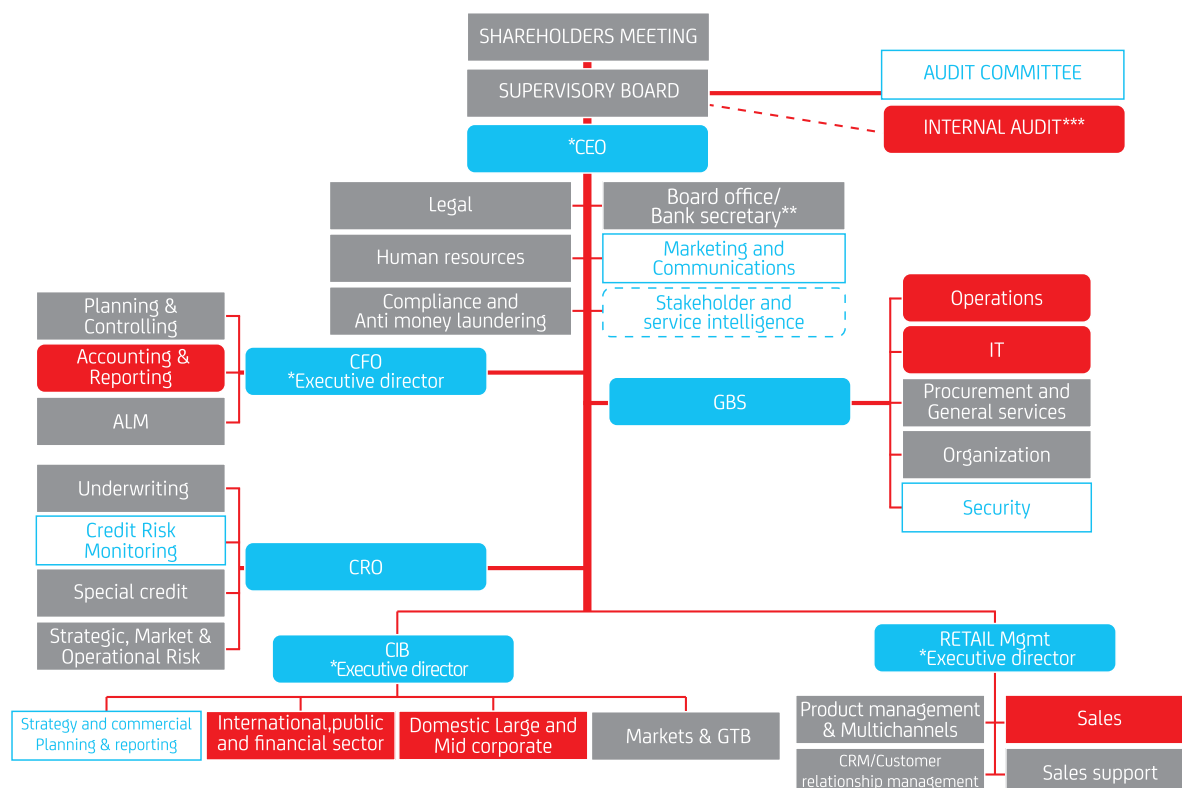 SHAREHOLDERS MEETING
SUPERVISORY BOARD
AUDIT COMMITTEE
INTERNAL AUDIT***
*CEO
Legal
Board office/
Bank secretary**
Human resources
Marketing and
Communications
Compliance and
Anti money laundering
Stakeholder and
service intelligence
Planning &
Controlling
Accounting &
Reporting
ALM
CFO
*Executive director
GBS
Operations
IT
Procurement and
General services
Organization
Security
Underwriting
Credit Risk
Monitoring
Special credit
Strategic, Market &
Operational Risk
CRO
CIB
*Executive director
RETAIL Mgmt
*Executive director
Strategy and commercial
Planning & reporting
International,public
and financial sector
Domestic Large and
Mid corporate
Markets & GTB
Product management
& Multichannels
Sales
CRM/Customer
relationship management
Sales support